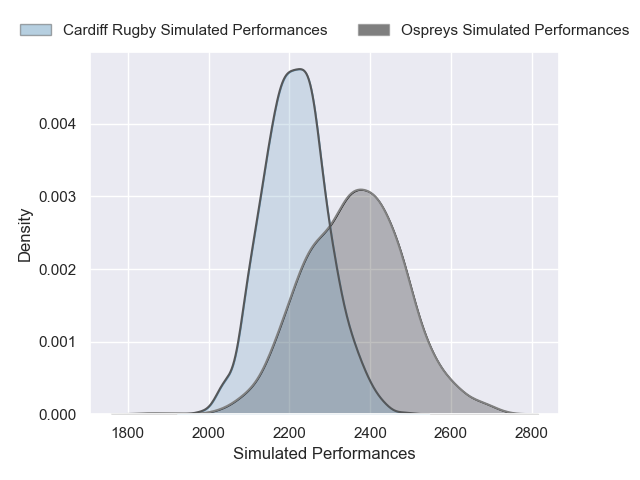 Cardiff Rugby Simulated Performances Ospreys Simulated Performances
0.004
0.003
0.002
0.001
0.000
Density
1800 2000 2200 2400 2600 2800
Simulated Performances